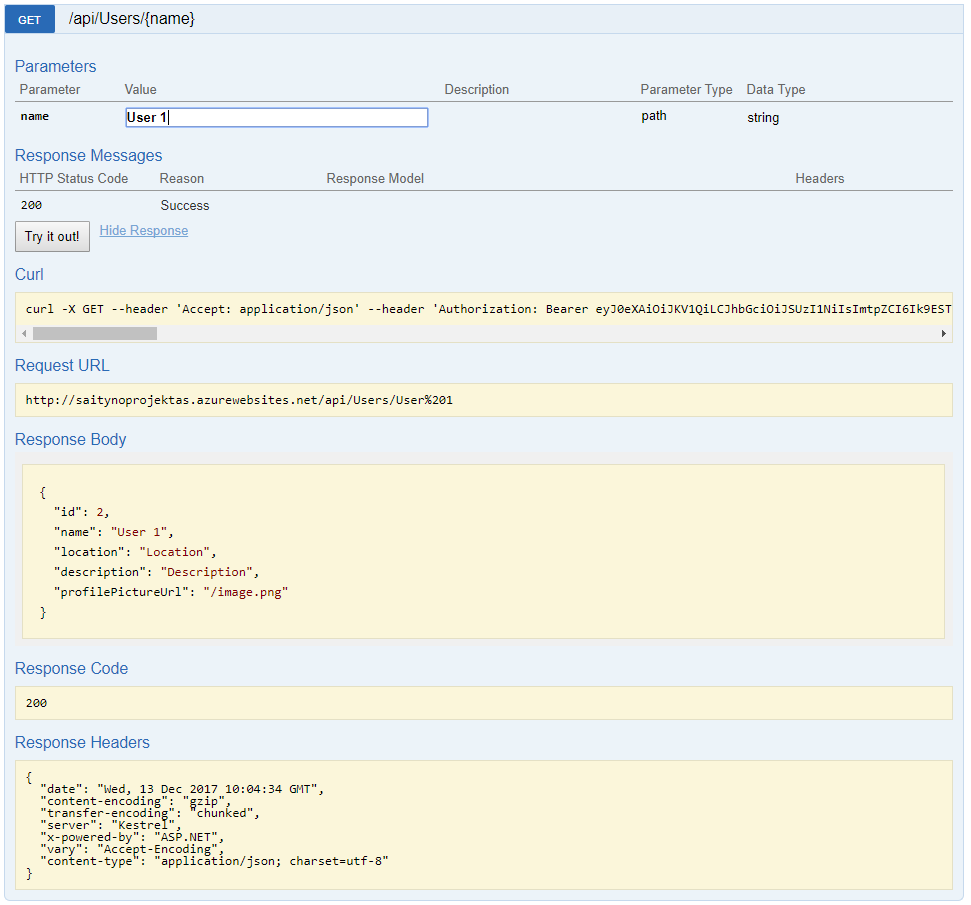 GET /api/Users/{name}
Parameters
Parameter Value Description Parameter Type Data Type
name User 1 path string
Response Messages
HTTP Status Code Reason Response Model Headers
200 Success
Try it out! Hide Response
Curl
curl -X GET --header 'Accept: application/json' --header 'Authorization: Bearer eyJ0eXAiOiJKV1QiLCJhbGciOiJSUzI1NiIsImtpZCI6Ik9EST
Request URL
http://saitynoprojektas.azurewebsites.net/api/Users/User%201
Response Body
{
"id": 2,
"name": "User 1",
"location": "Location",
"description": "Description",
"profilePictureUrl": "/image.png"
}
Response Code
200
Response Headers
{
"date": "Wed, 13 Dec 2017 10:04:34 GMT",
"content-encoding": "gzip",
"transfer-encoding": "chunked",
"server": "Kestrel",
"x-powered-by": "ASP.NET",
"vary": "Accept-Encoding",
"content-type": "application/json; charset=utf-8"
}